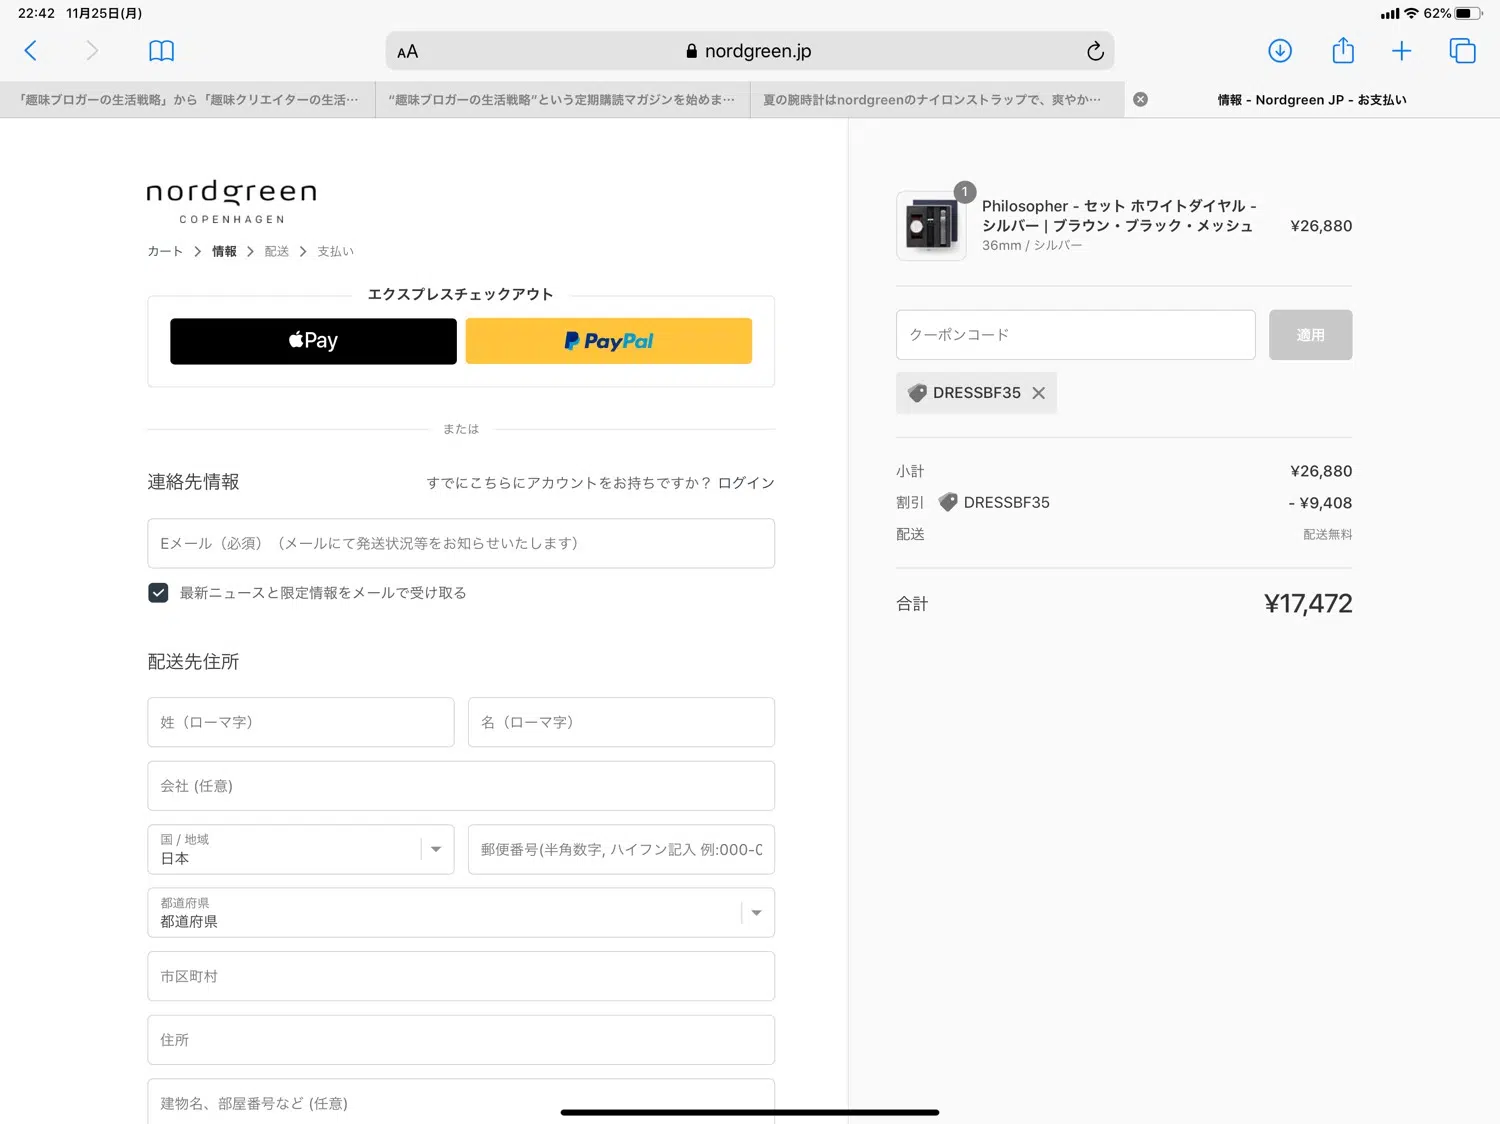 22:42 11月25日(月)
62%
AA
nordgreen.jp
「趣味ブロガーの生活戦略」から「趣味クリエイターの生活…
“趣味ブロガーの生活戦略”という定期購読マガジンを始めま…
夏の腕時計はnordgreenのナイロンストラップで、爽やか…
情報 - Nordgreen JP - お支払い
nordgreen
COPENHAGEN
カート > 情報 > 配送 > 支払い
エクスプレスチェックアウト
Pay
PayPal
または
連絡先情報
すでにこちらにアカウントをお持ちですか？ ログイン
Eメール（必須）（メールにて発送状況等をお知らせいたします）
最新ニュースと限定情報をメールで受け取る
配送先住所
姓（ローマ字）
名（ローマ字）
会社 (任意)
国 / 地域
日本
郵便番号(半角数字, ハイフン記入 例:000-0
都道府県
都道府県
市区町村
住所
建物名、部屋番号など (任意)
1
Philosopher - セット ホワイトダイヤル -
シルバー | ブラウン・ブラック・メッシュ
36mm / シルバー
¥26,880
クーポンコード
適用
DRESSBF35
小計 ¥26,880
割引 DRESSBF35 - ¥9,408
配送 配送無料
合計 ¥17,472